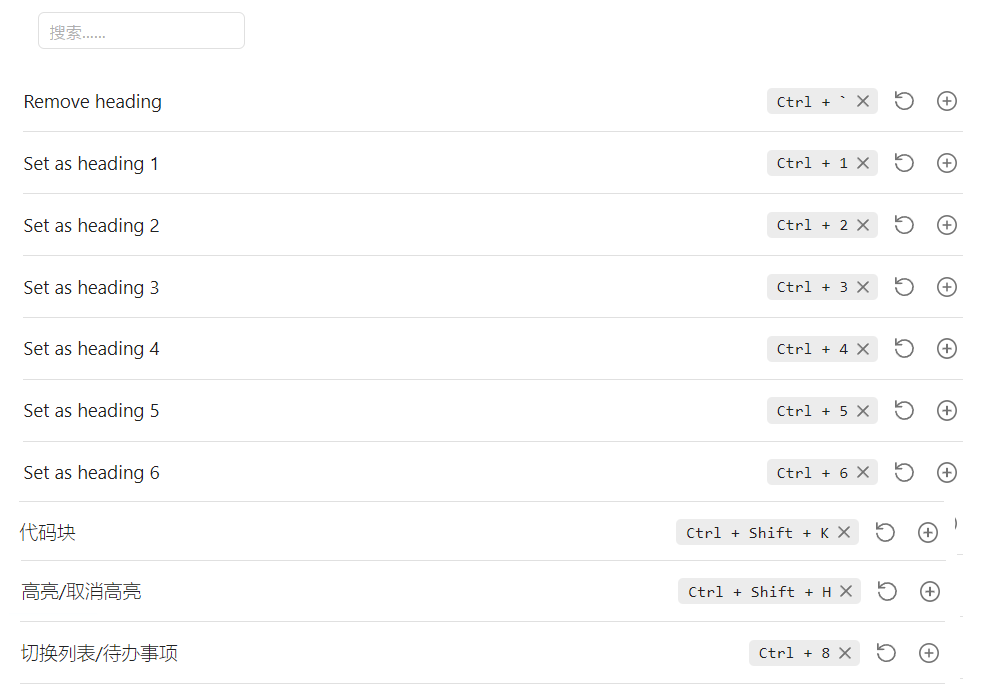 搜索......
Remove heading Ctrl + `
Set as heading 1 Ctrl + 1
Set as heading 2 Ctrl + 2
Set as heading 3 Ctrl + 3
Set as heading 4 Ctrl + 4
Set as heading 5 Ctrl + 5
Set as heading 6 Ctrl + 6
代码块 Ctrl + Shift + K
高亮/取消高亮 Ctrl + Shift + H
切换列表/待办事项 Ctrl + 8